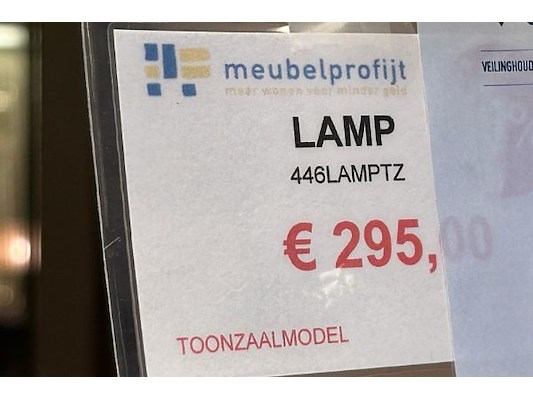 meubelprofijt
meer wonen voor minder geld
LAMP
446LAMPTZ
€ 295,00
TOONZAALMODEL
VEILINGHOUD